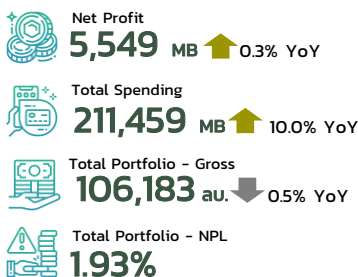 Net Profit
5,549 MB 0.3% YoY
Total Spending
211,459 MB 10.0% YoY
Total Portfolio - Gross
106,183 ลบ. 0.5% YoY
Total Portfolio - NPL
1.93%